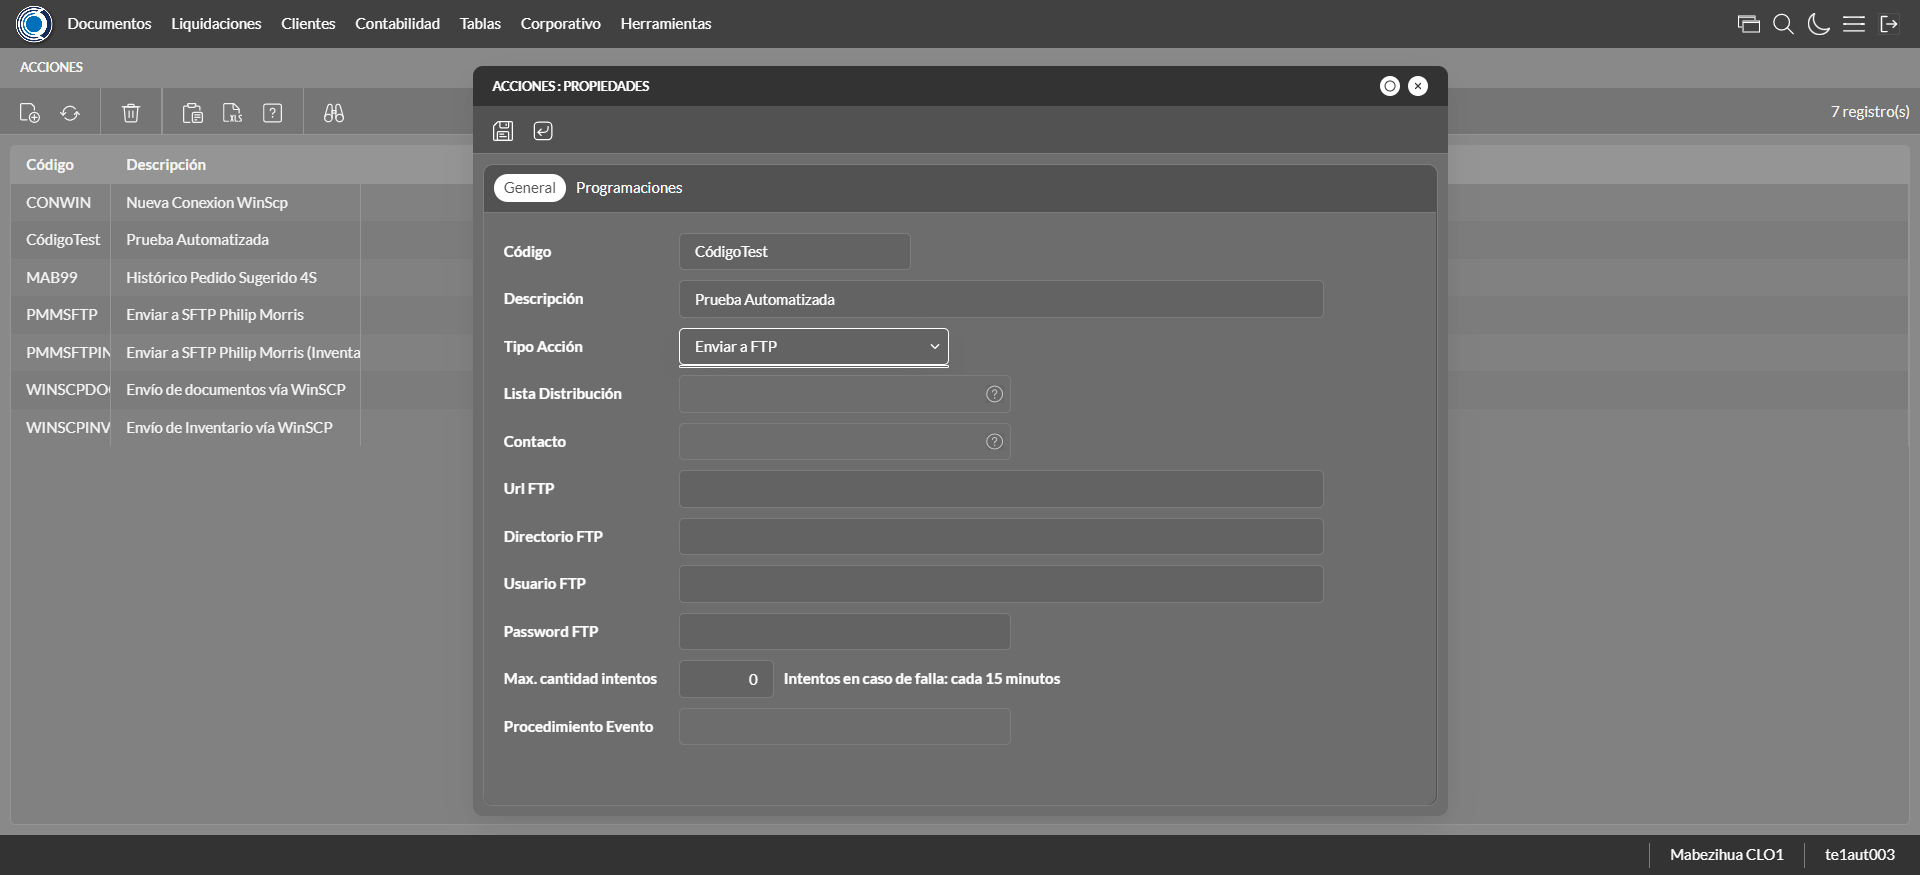 Documentos Liquidaciones Clientes Contabilidad Tablas Corporativo Herramientas
ACCIONES
XLS
?
7 registro(s)
Código Descripción
CONWIN Nueva Conexion WinScp
CódigoTest Prueba Automatizada
MAB99 Histórico Pedido Sugerido 4S
PMMSFTP Enviar a SFTP Philip Morris
PMMSFTPIN Enviar a SFTP Philip Morris (Inventa
WINSCPDO Envío de documentos vía WinSCP
WINSCPINV Envío de Inventario vía WinSCP
ACCIONES : PROPIEDADES
General Programaciones
Código CódigoTest
Descripción Prueba Automatizada
Tipo Acción Enviar a FTP
Lista Distribución ?
Contacto ?
Url FTP
Directorio FTP
Usuario FTP
Password FTP
Max. cantidad intentos 0 Intentos en caso de falla: cada 15 minutos
Procedimiento Evento
Mabezihua CLO1 te1aut003